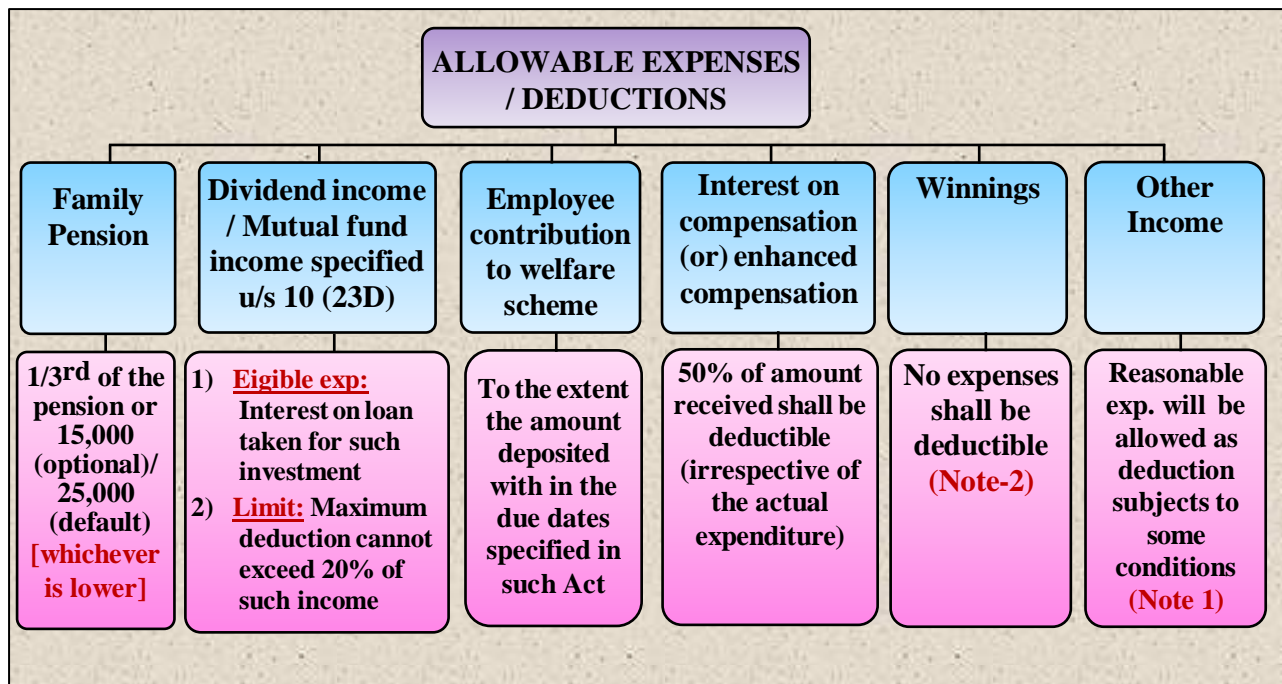 ALLOWABLE EXPENSES
/ DEDUCTIONS
Family
Pension
Dividend income
/ Mutual fund
income specified
u/s 10 (23D)
Employee
contribution
to welfare
scheme
Interest on
compensation
(or) enhanced
compensation
Winnings
Other
Income
1/3rd of the
pension or
15,000
(optional)/
25,000
(default)
[whichever
is lower]
1) Eigible exp:
Interest on loan
taken for such
investment
2) Limit: Maximum
deduction cannot
exceed 20% of
such income
To the extent
the amount
deposited
with in the
due dates
specified in
such Act
50% of amount
received shall be
deductible
(irrespective of
the actual
expenditure)
No expenses
shall be
deductible
(Note-2)
Reasonable
exp. will be
allowed as
deduction
subjects to
some
conditions
(Note 1)